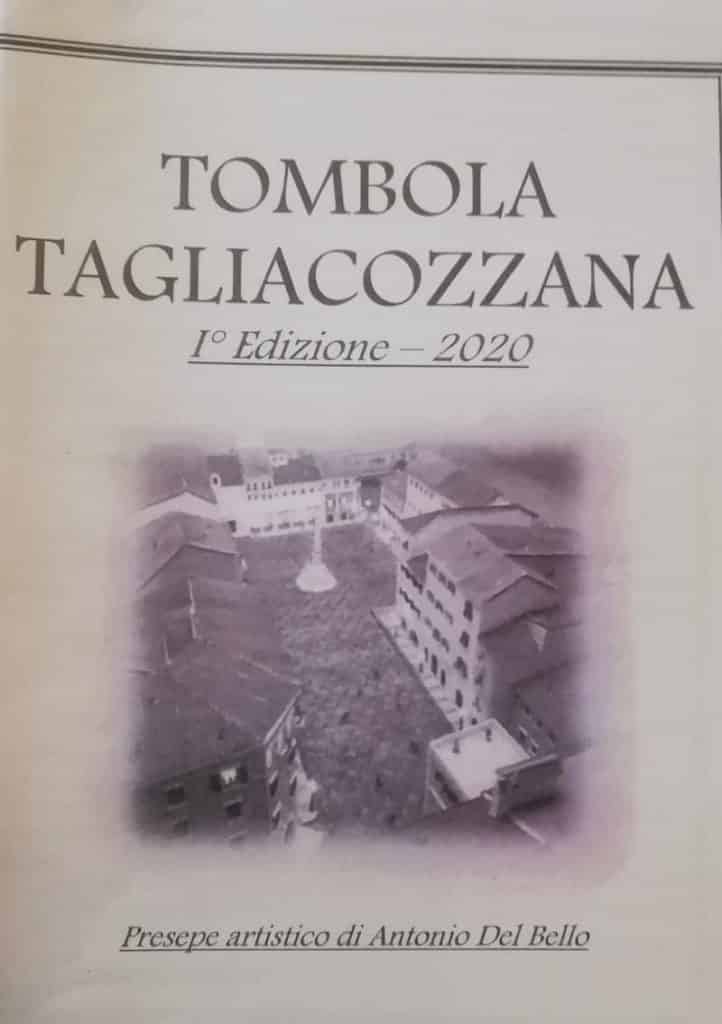 TOMBOLA
TAGLIACOZZANA
I° Edizione – 2020
Presepe artistico di Antonio Del Bello